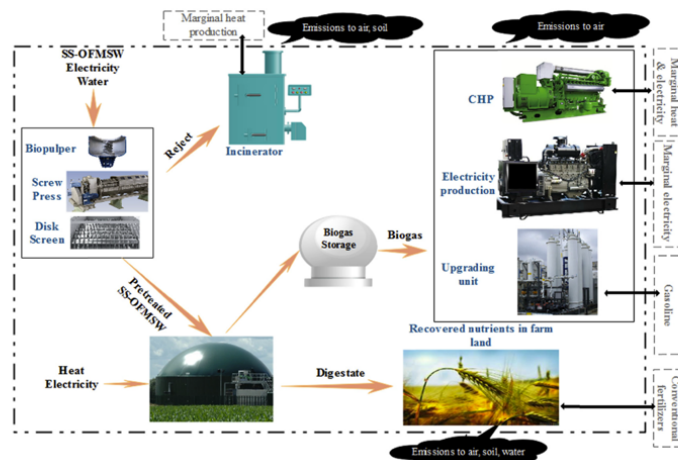 Marginal heat
production
Emissions to air, soil
Emissions to air
SS-OFMSW
Electricity
Water
Biopulper
Screw
Press
Disk
Screen
Reject
Incinerator
CHP
Marginal heat
& electricity
Electricity
production
Marginal electricity
Biogas
Storage
Biogas
Upgrading
unit
Gasoline
Pretreated
SS-OFMSW
Recovered nutrients in farm
land
Heat
Electricity
Digestate
Conventional
fertilizers
Emissions to air, soil, water